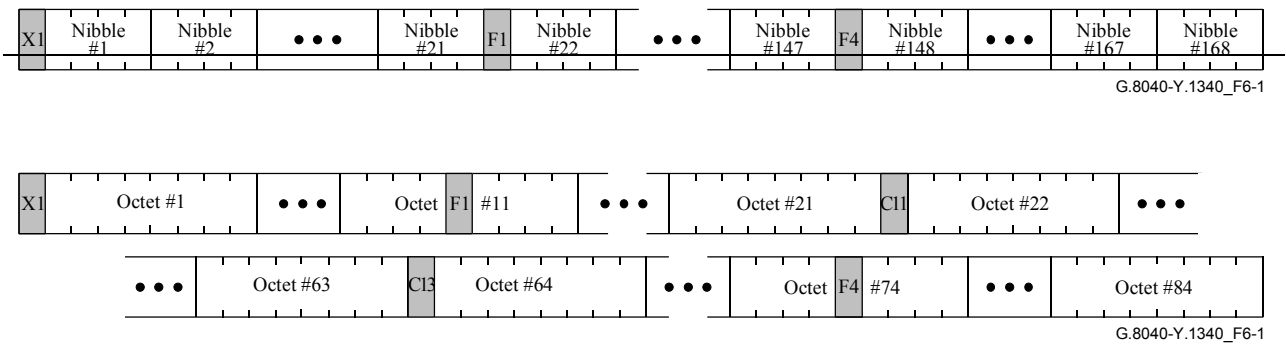 X1 Nibble #1 Nibble #2 ••• Nibble #21 F1 Nibble #22 ••• Nibble #147 F4 Nibble #148 ••• Nibble #167 Nibble #168
G.8040-Y.1340_F6-1
X1 Octet #1 ••• Octet F1 #11 ••• Octet #21 C11 Octet #22 •••
••• Octet #63 C13 Octet #64 ••• Octet F4 #74 ••• Octet #84
G.8040-Y.1340_F6-1